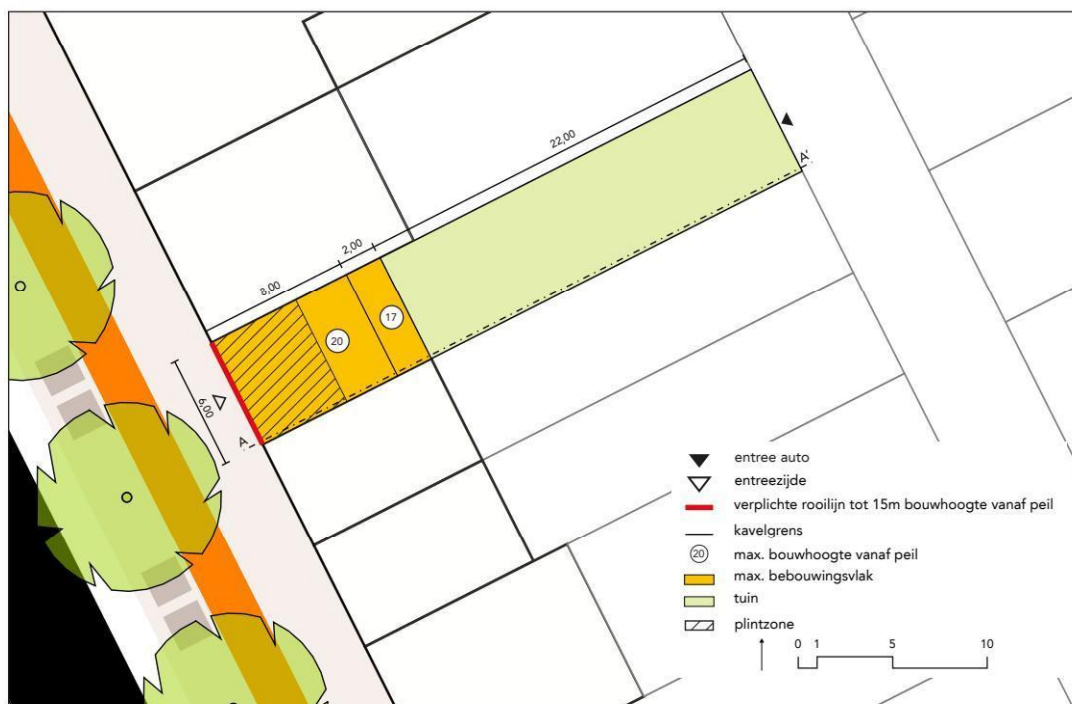 22,00
A'
2,00
8,00
17
20
6,00
A
entree auto
entreezijde
verplichte rooilijn tot 15m bouwhoogte vanaf peil
kavelgrens
20 max. bouwhoogte vanaf peil
max. bebouwingsvlak
tuin
plintzone
0 1 5 10